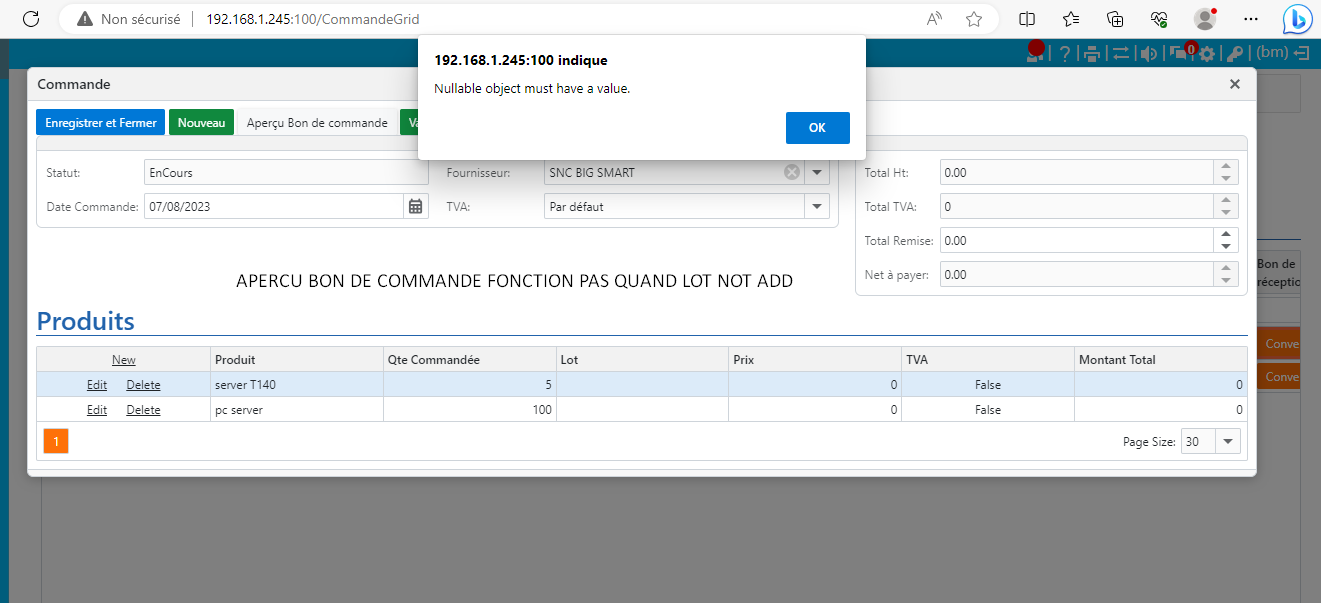 Non sécurisé 192.168.1.245:100/CommandeGrid
192.168.1.245:100 indique
Nullable object must have a value.
OK
0 (bm)
Commande
Enregistrer et Fermer Nouveau Aperçu Bon de commande
Statut: EnCours Fournisseur: SNC BIG SMART Total Ht: 0.00
Date Commande: 07/08/2023 TVA: Par défaut Total TVA: 0
Total Remise: 0.00
Net à payer: 0.00
Bon de
APERCU BON DE COMMANDE FONCTION PAS QUAND LOT NOT ADD
Produits
New Produit Qte Commandée Lot Prix TVA Montant Total
Edit Delete server T140 5 0 False 0
Edit Delete pc server 100 0 False 0
1 Page Size: 30